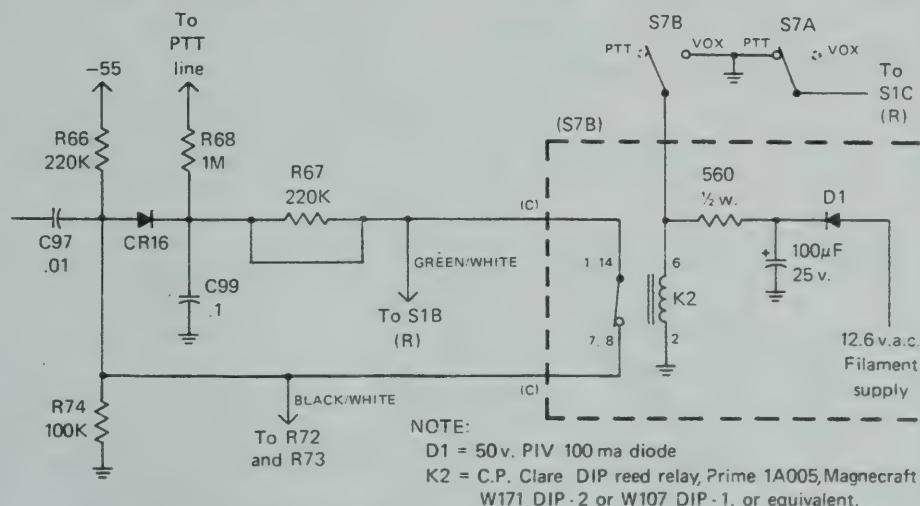 To
PTT
line
−55
R66
220K
R68
1M
R67
220K
C97
.01
CR16
C99
.1
GREEN/WHITE
To S1B
(R)
R74
100K
BLACK/WHITE
To R72
and R73
(C)
(C)
S7B
S7A
PTT
VOX
PTT
VOX
To
S1C
(R)
(S7B)
560
½ w.
D1
+
100µF
25 v.
1, 14
7, 8
6
K2
2
12.6 v.a.c.
Filament
supply
NOTE:
D1 = 50 v. PIV 100 ma diode
K2 = C.P. Clare DIP reed relay, Prime 1A005, Magnecraft
W171 DIP-2 or W107 DIP-1, or equivalent.